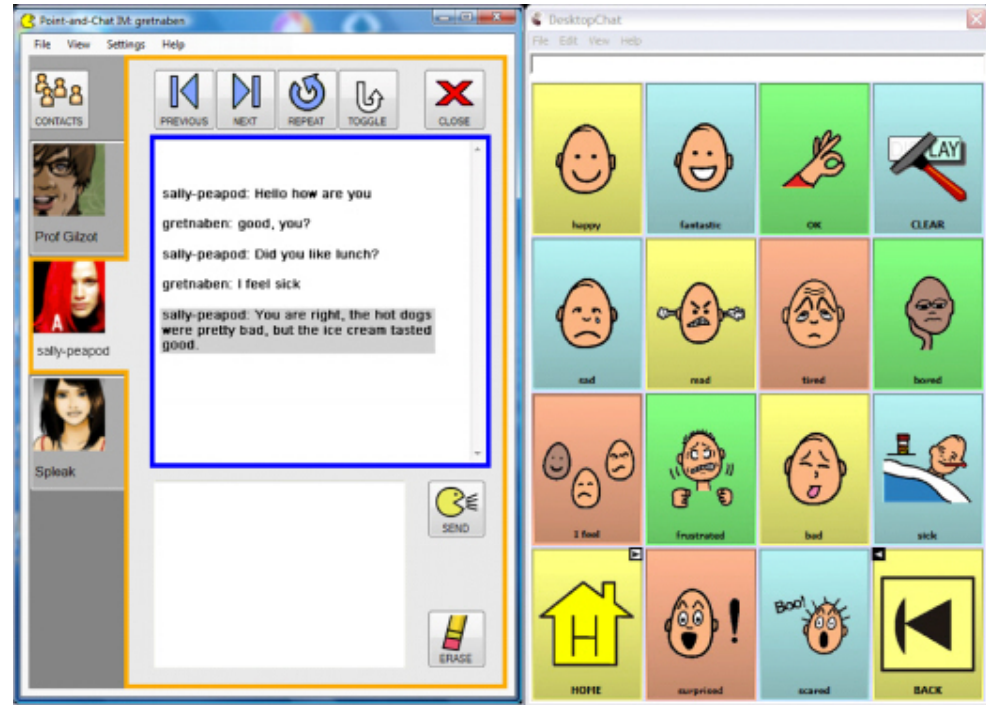 Point-and-Chat IM: gretnaben
File View Settings Help
CONTACTS
PREVIOUS NEXT REPEAT TOGGLE CLOSE
Prof Gilzot
sally-peapod
Spleak
sally-peapod: Hello how are you
gretnaben: good, you?
sally-peapod: Did you like lunch?
gretnaben: I feel sick
sally-peapod: You are right, the hot dogs
were pretty bad, but the ice cream tasted
good.
SEND
ERASE
DesktopChat
File Edit View Help
happy fantastic OK CLEAR
LAY
sad mad tired bored
I feel frustrated bad sick
H
Boo!
!
HOME surprised scared BACK
A